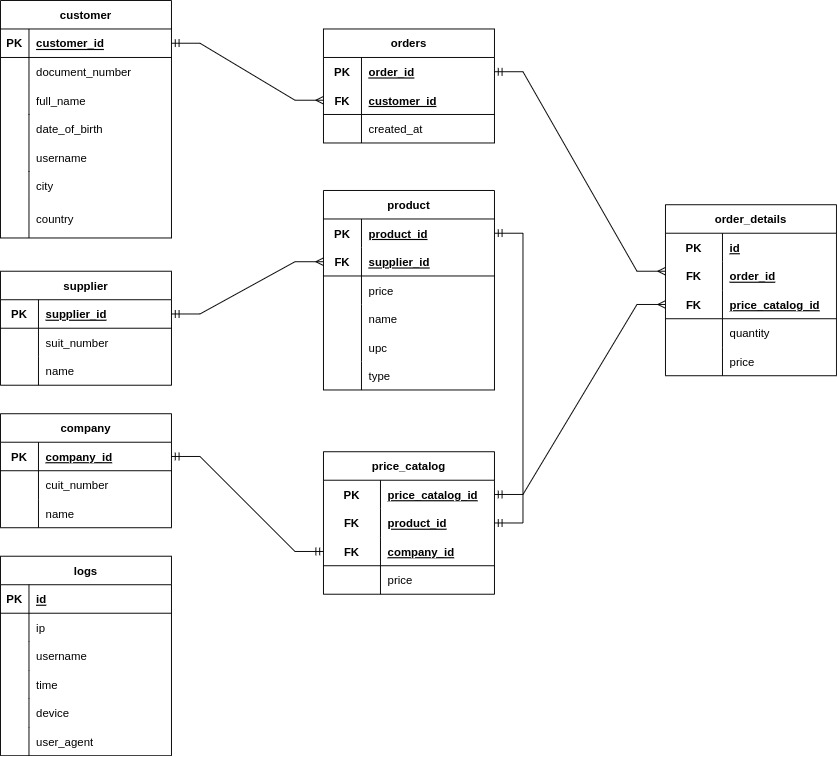 customer
PK customer_id
document_number
full_name
date_of_birth
username
city
country
supplier
PK supplier_id
suit_number
name
company
PK company_id
cuit_number
name
logs
PK id
ip
username
time
device
user_agent
orders
PK order_id
FK customer_id
created_at
product
PK product_id
FK supplier_id
price
name
upc
type
price_catalog
PK price_catalog_id
FK product_id
FK company_id
price
order_details
PK id
FK order_id
FK price_catalog_id
quantity
price